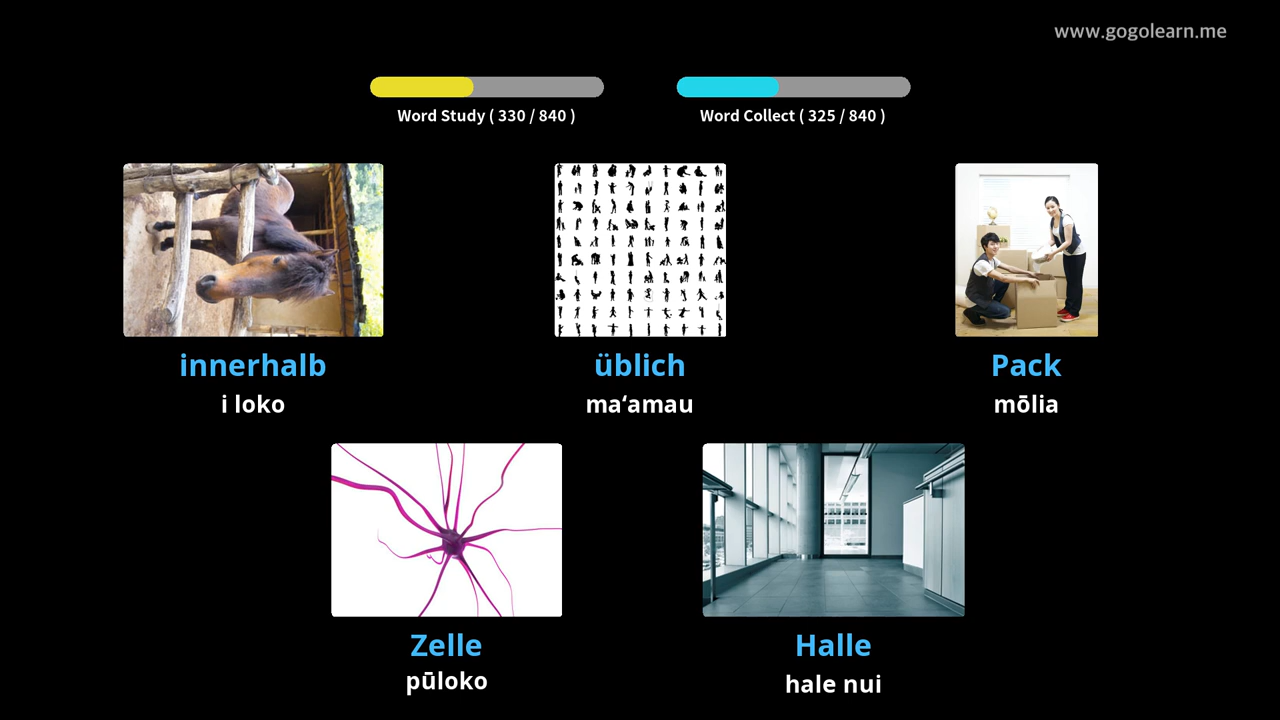 www.gogolearn.me
Word Study ( 330 / 840 )
Word Collect ( 325 / 840 )
innerhalb
i loko
üblich
maʻamau
Pack
mōlia
Zelle
pūloko
Halle
hale nui